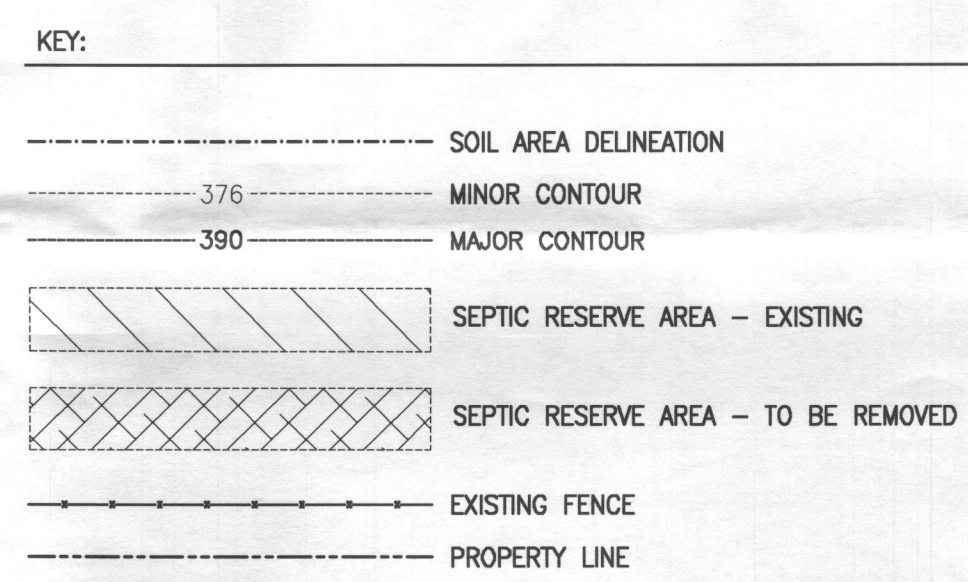 KEY:
SOIL AREA DELINEATION
376 MINOR CONTOUR
390 MAJOR CONTOUR
SEPTIC RESERVE AREA – EXISTING
SEPTIC RESERVE AREA – TO BE REMOVED
EXISTING FENCE
PROPERTY LINE